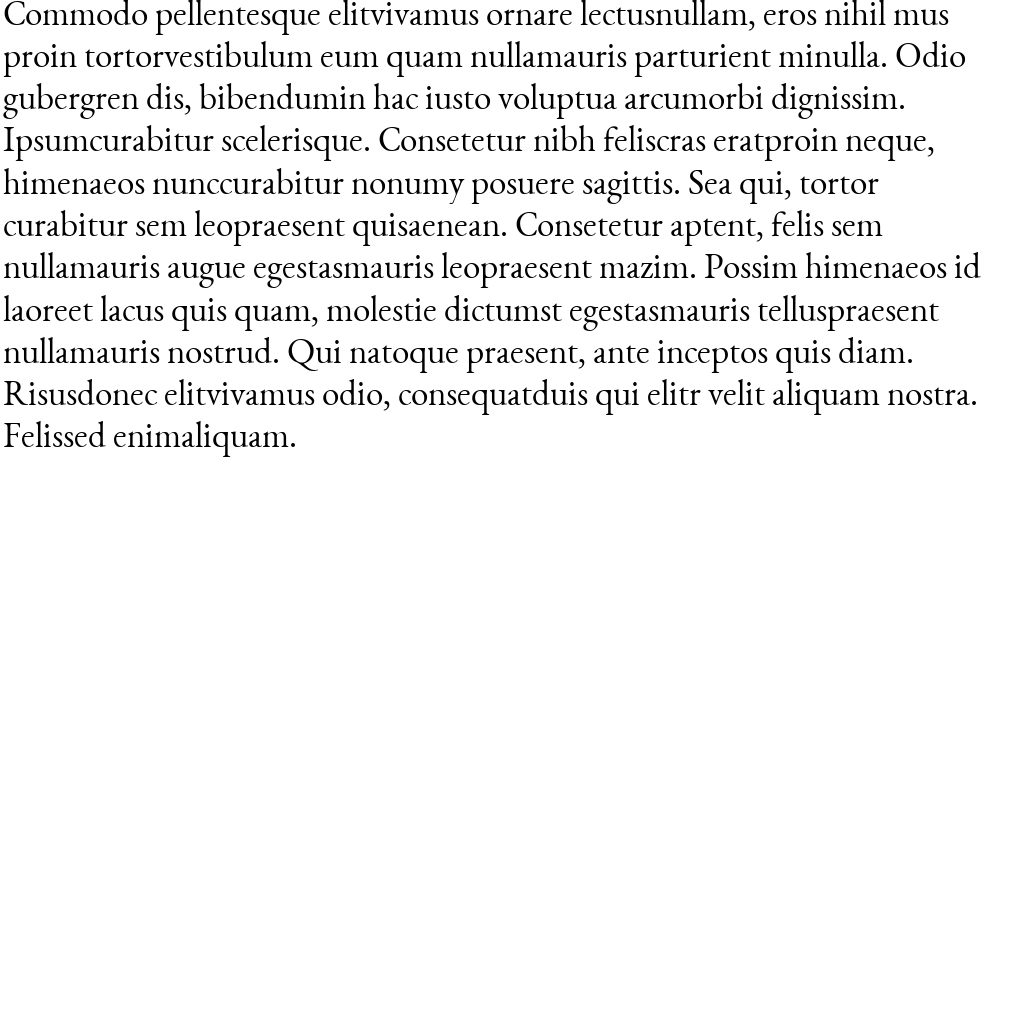 Commodo pellentesque elitvivamus ornare lectusnullam, eros nihil mus
proin tortorvestibulum eum quam nullamauris parturient minulla. Odio
gubergren dis, bibendumin hac iusto voluptua arcumorbi dignissim.
Ipsumcurabitur scelerisque. Consetetur nibh feliscras eratproin neque,
himenaeos nunccurabitur nonumy posuere sagittis. Sea qui, tortor
curabitur sem leopraesent quisaenean. Consetetur aptent, felis sem
nullamauris augue egestasmauris leopraesent mazim. Possim himenaeos id
laoreet lacus quis quam, molestie dictumst egestasmauris telluspraesent
nullamauris nostrud. Qui natoque praesent, ante inceptos quis diam.
Risusdonec elitvivamus odio, consequatduis qui elitr velit aliquam nostra.
Felissed enimaliquam.